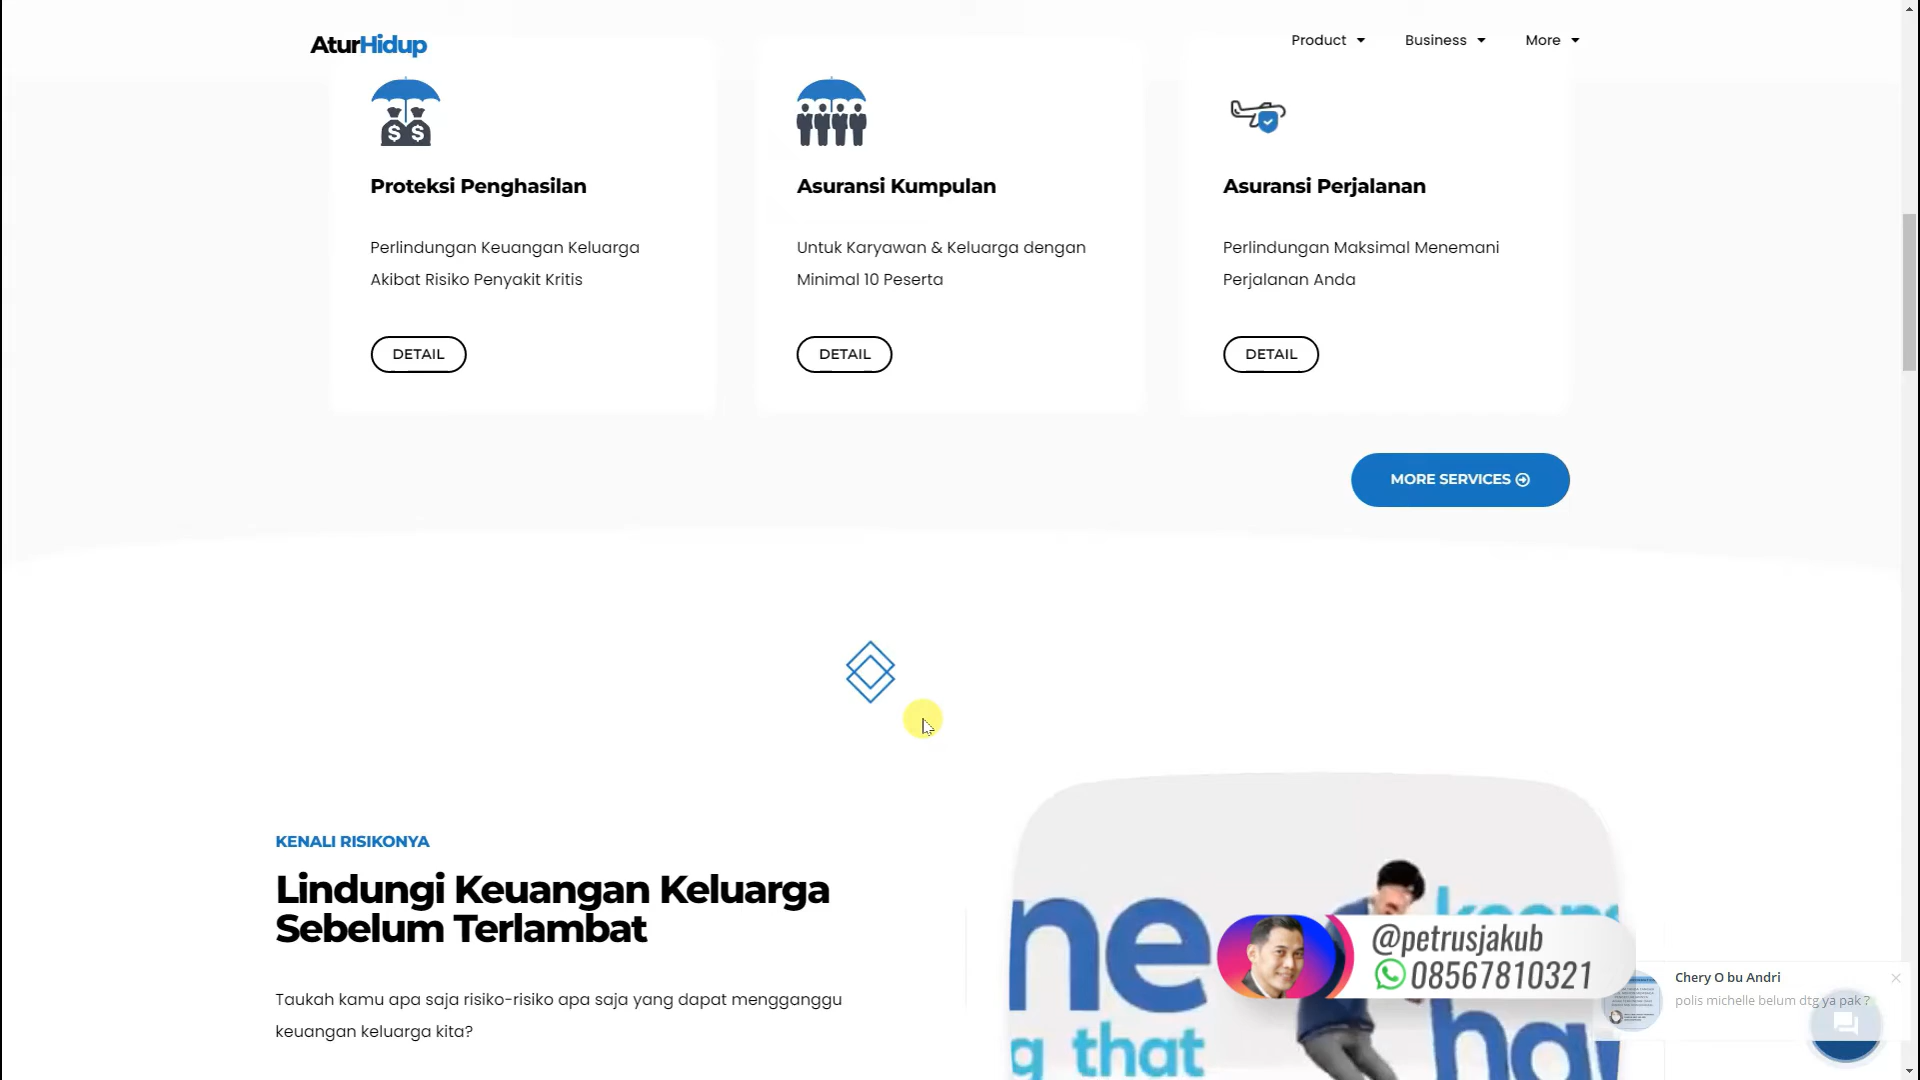 AturHidup
Product
Business
More
Proteksi Penghasilan
Perlindungan Keuangan Keluarga
Akibat Risiko Penyakit Kritis
DETAIL
Asuransi Kumpulan
Untuk Karyawan & Keluarga dengan
Minimal 10 Peserta
DETAIL
Asuransi Perjalanan
Perlindungan Maksimal Menemani
Perjalanan Anda
DETAIL
MORE SERVICES
KENALI RISIKONYA
Lindungi Keuangan Keluarga
Sebelum Terlambat
Taukah kamu apa saja risiko-risiko apa saja yang dapat mengganggu
keuangan keluarga kita?
ne
g that
@petrusjakub
08567810321
Chery O bu Andri
polis michelle belum dtg ya pak ?